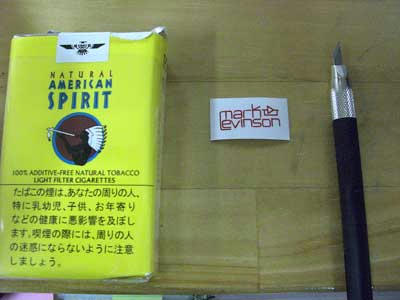 NATURAL
AMERICAN
SPIRIT
100% ADDITIVE-FREE NATURAL TOBACCO
LIGHT FILTER CIGARETTES
たばこの煙は、あなたの周りの人、
特に乳幼児、子供、お年寄り
などの健康に悪影響を及ぼし
ます。喫煙の際には、周りの人
の迷惑にならないように注意
しましょう。
mark
Levinson